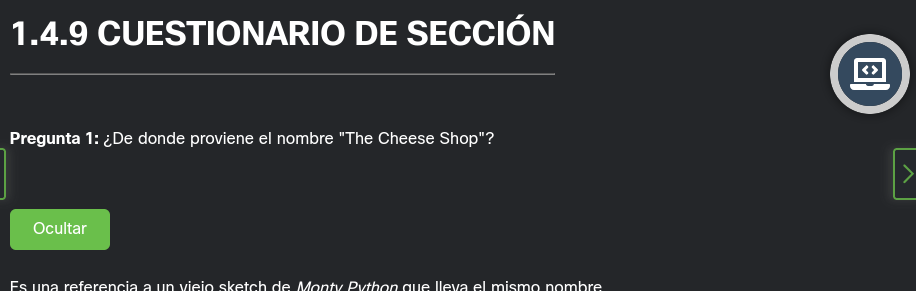 1.4.9 CUESTIONARIO DE SECCIÓN
Pregunta 1: ¿De donde proviene el nombre "The Cheese Shop"?
Ocultar
Es una referencia a un viejo sketch de Monty Python que lleva el mismo nombre